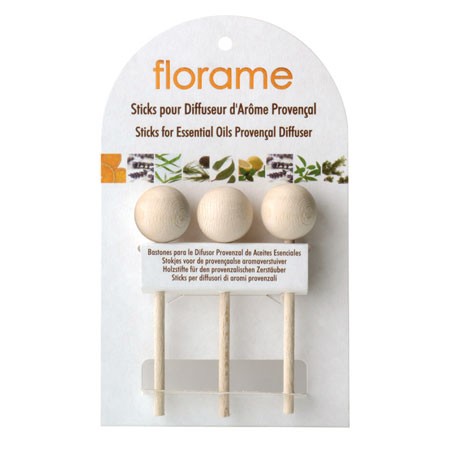 florame
Sticks pour Diffuseur d'Arôme Provençal
Sticks for Essential Oils Provençal Diffuser
Bastones para le Difusor Provenzal de Aceites Esenciales
Stokjes voor de provençaalse aromaverstuiver
Holzstifte für den provenzalischen Zerstäuber
Sticks per diffusori di aromi provenzali